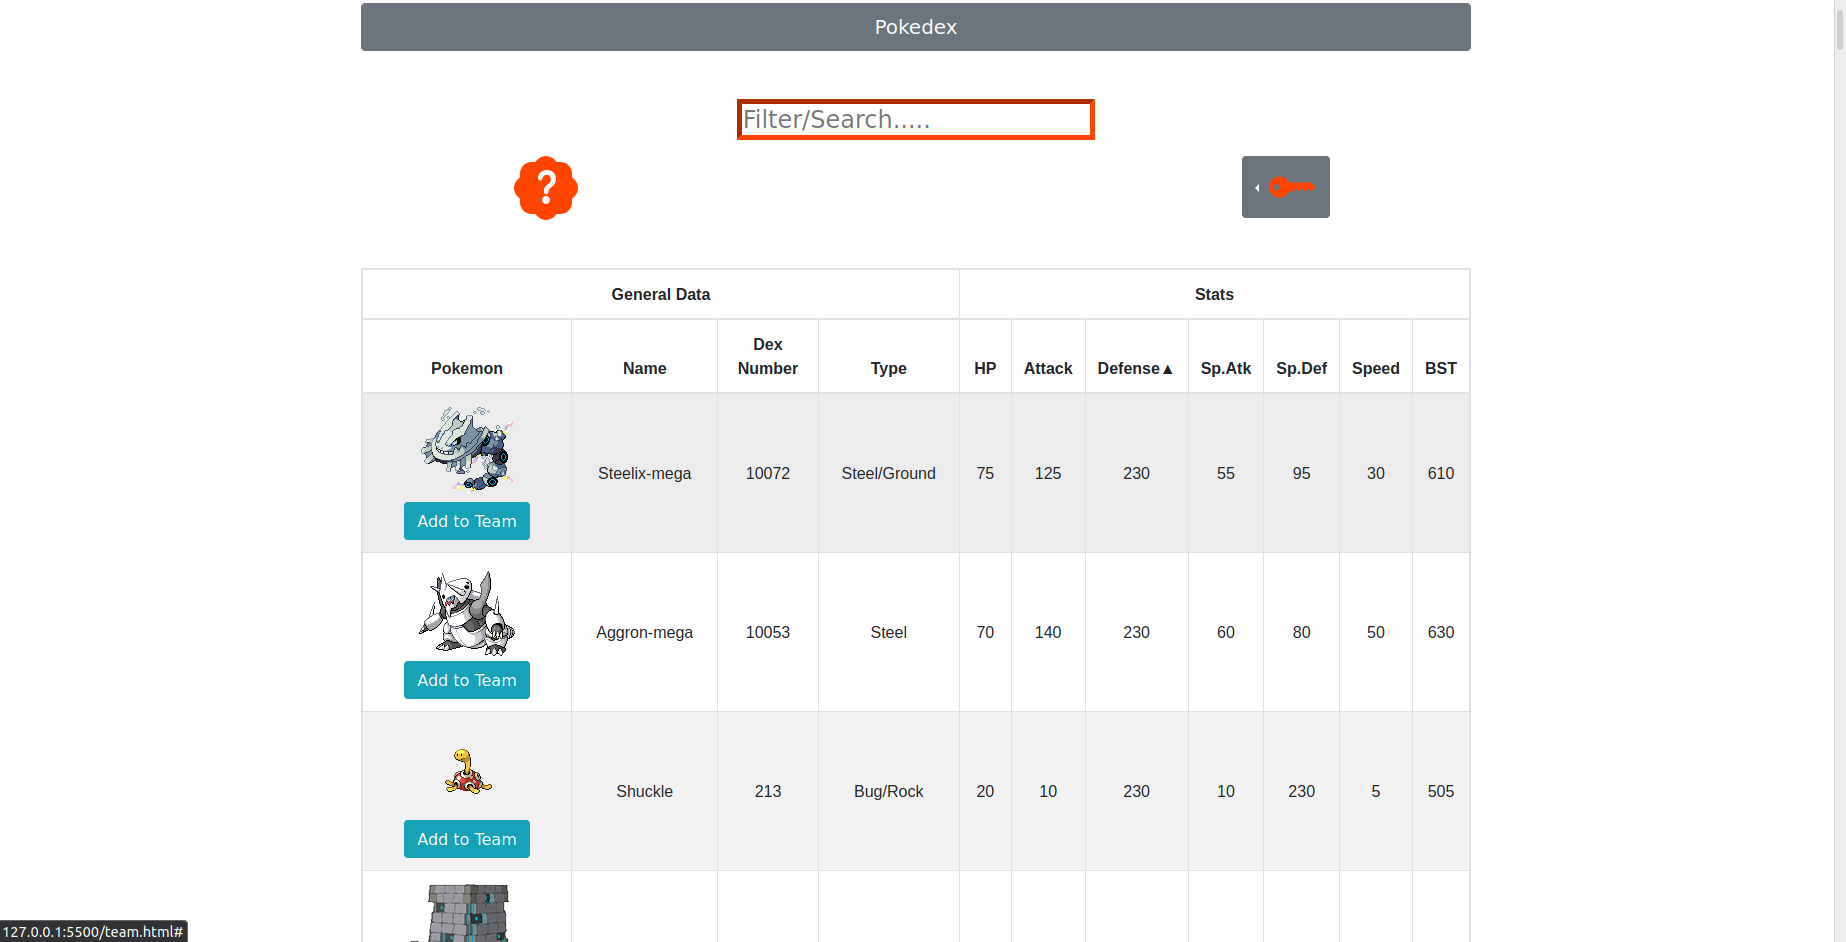 Pokedex
Filter/Search.....
?
General Data Stats
Pokemon Name Dex Number Type HP Attack Defense▲ Sp.Atk Sp.Def Speed BST
Steelix-mega 10072 Steel/Ground 75 125 230 55 95 30 610
Add to Team
Aggron-mega 10053 Steel 70 140 230 60 80 50 630
Add to Team
Shuckle 213 Bug/Rock 20 10 230 10 230 5 505
Add to Team
127.0.0.1:5500/team.html#